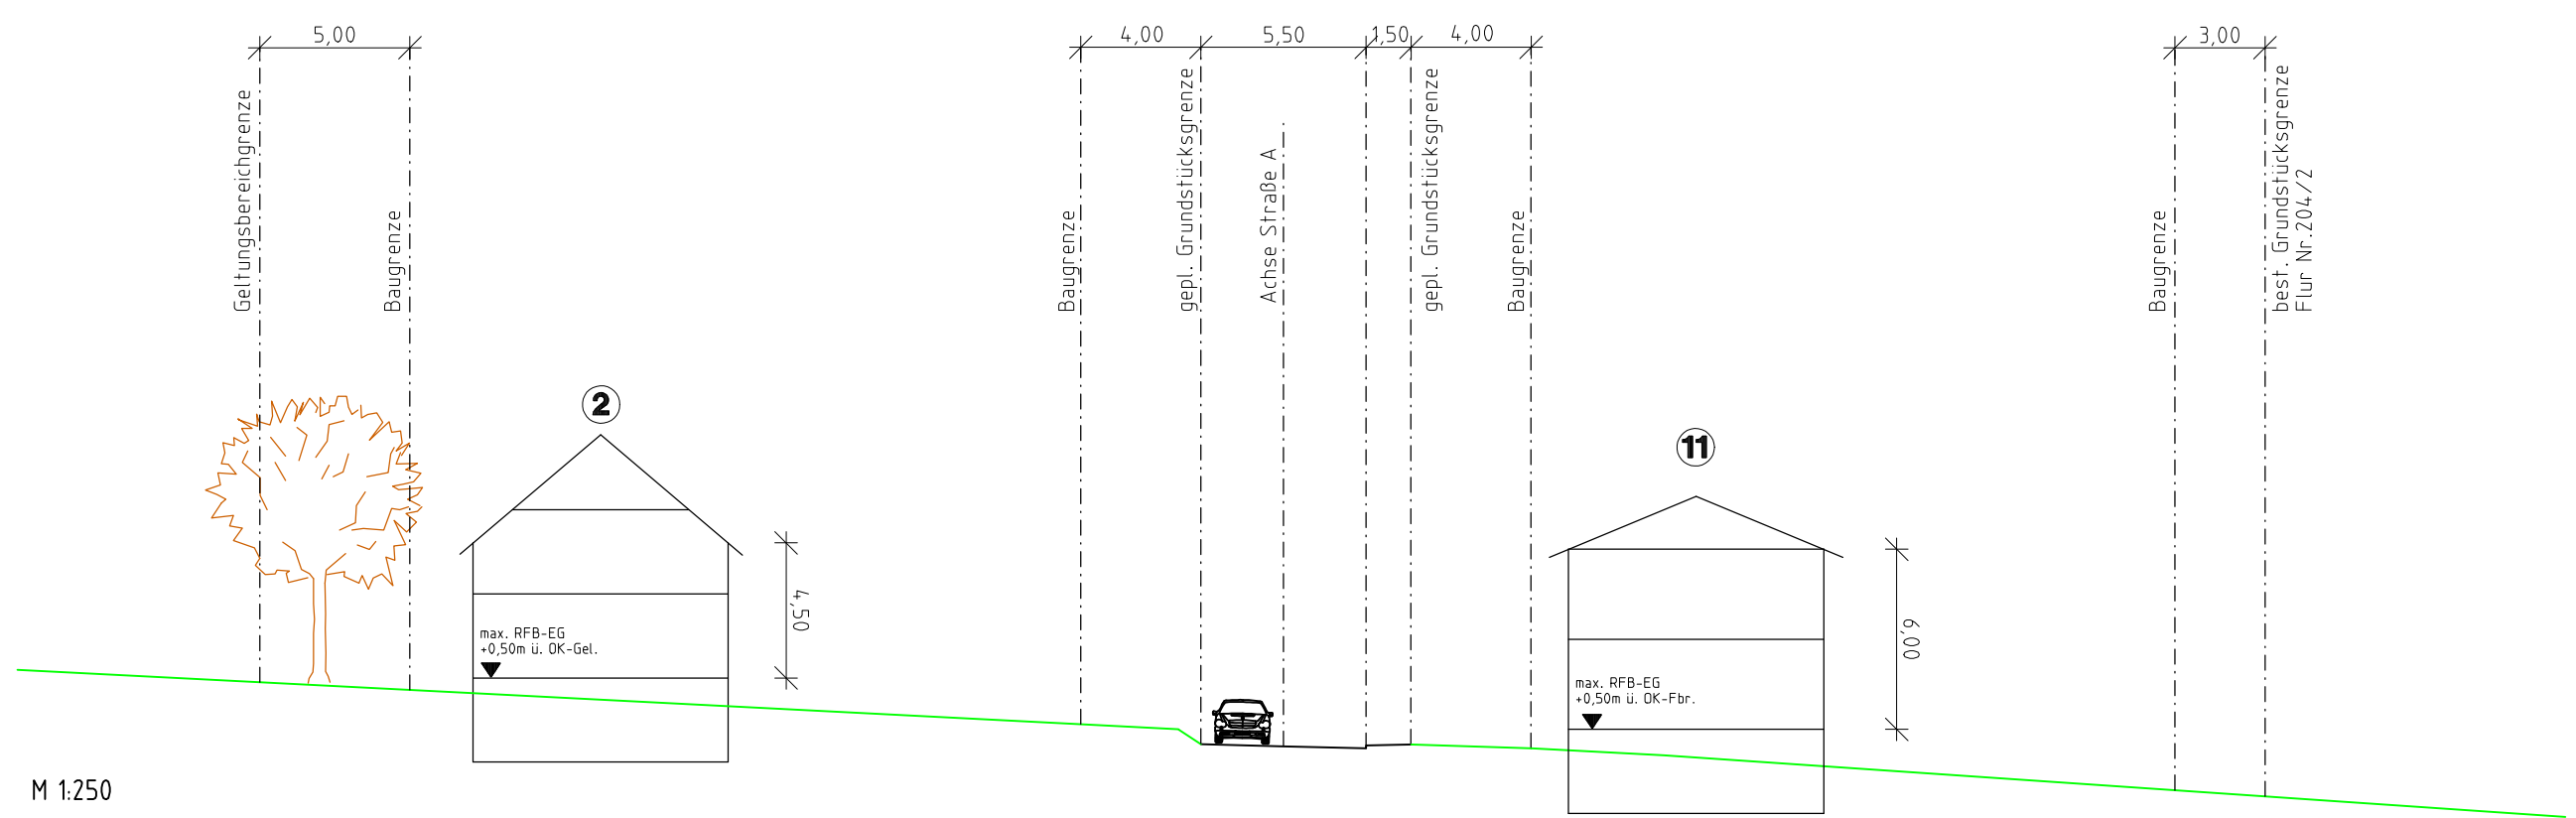 5,00
4,00
5,50
1,50
4,00
3,00
Geltungsbereichgrenze
Baugrenze
Baugrenze
gepl. Grundstücksgrenze
Achse Straße A
gepl. Grundstücksgrenze
Baugrenze
Baugrenze
best. Grundstücksgrenze
Flur Nr.204/2
2
4,50
max. RFB-EG
+0,50m ü. OK-Gel.
11
6,00
max. RFB-EG
+0,50m ü. OK-Fbr.
M 1:250